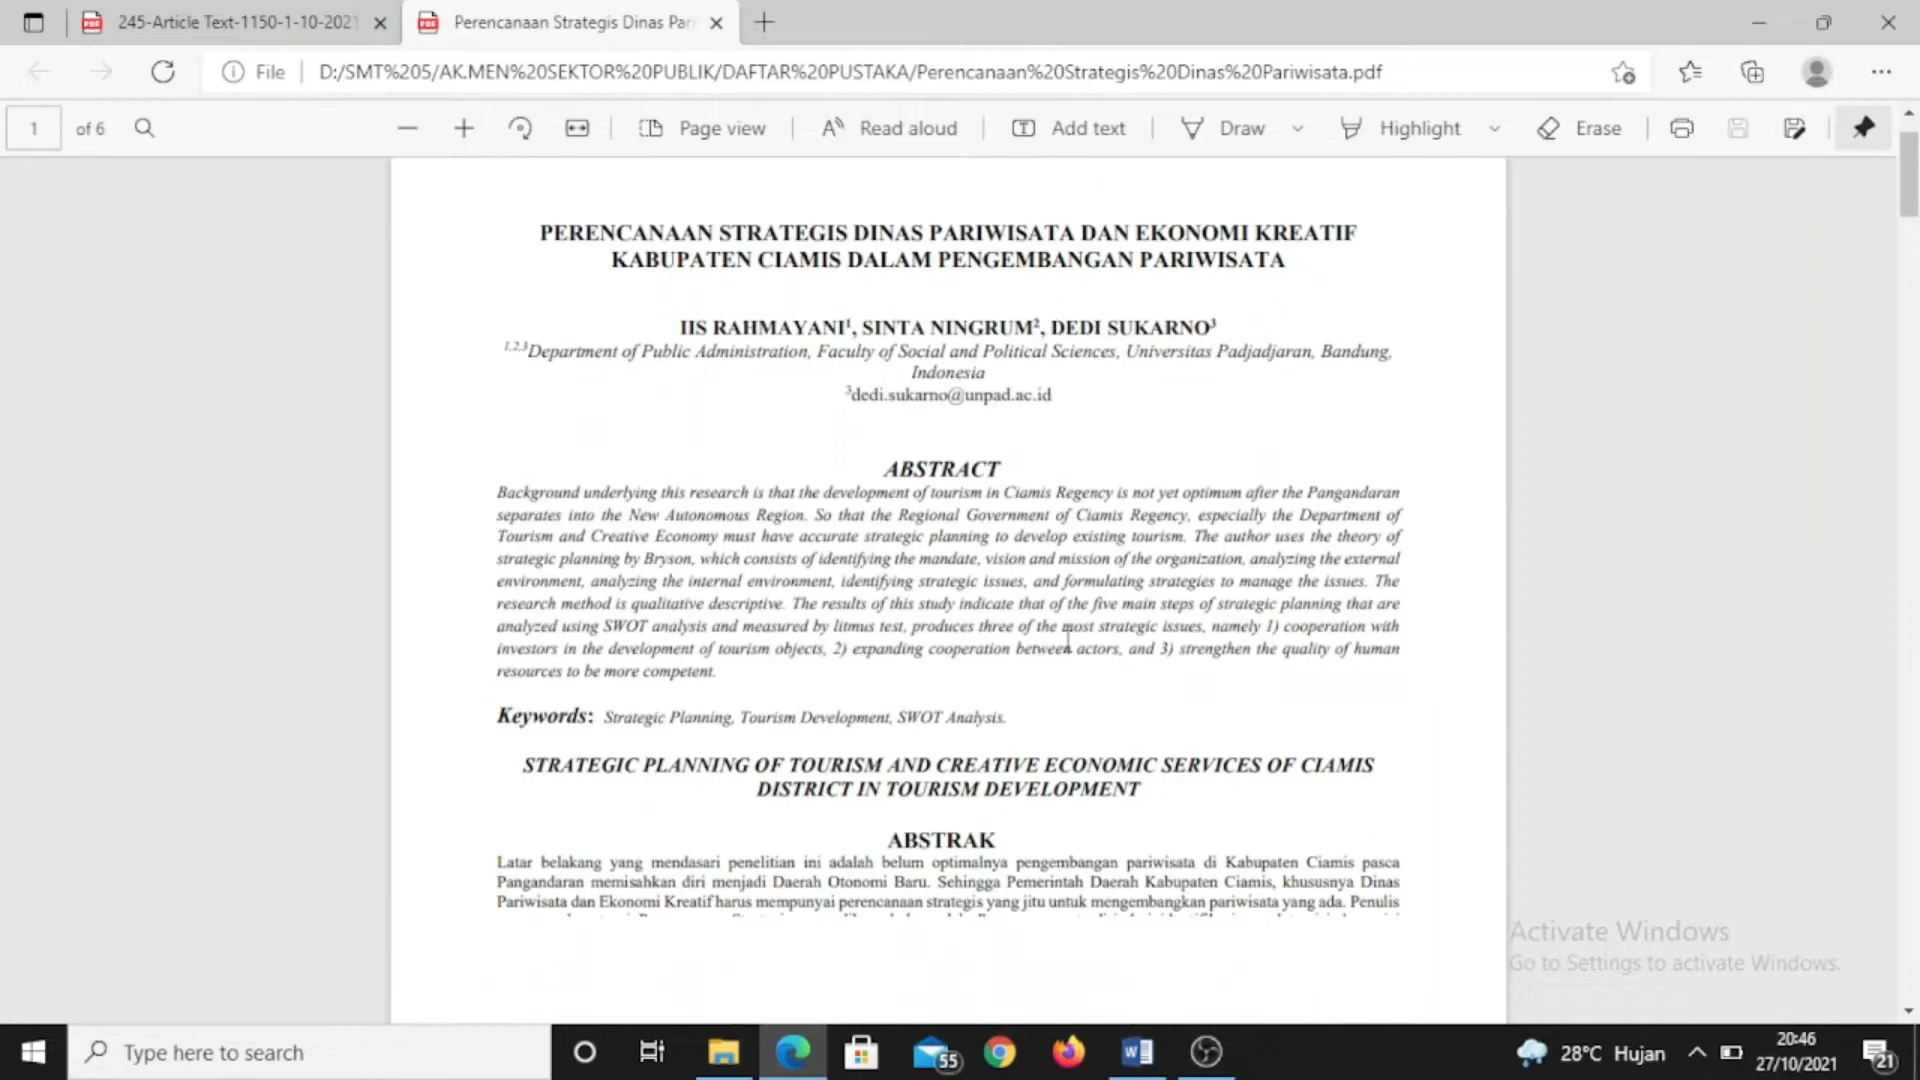 245-Article Text-1150-1-10-2021
Perencanaan Strategis Dinas Par
File
D:/SMT%205/AK.MEN%20SEKTOR%20PUBLIK/DAFTAR%20PUSTAKA/Perencanaan%20Strategis%20Dinas%20Pariwisata.pdf
1 of 6
Page view
Read aloud
Add text
Draw
Highlight
Erase
PERENCANAAN STRATEGIS DINAS PARIWISATA DAN EKONOMI KREATIF
KABUPATEN CIAMIS DALAM PENGEMBANGAN PARIWISATA
IIS RAHMAYANI¹, SINTA NINGRUM², DEDI SUKARNO³
1,2,3Department of Public Administration, Faculty of Social and Political Sciences, Universitas Padjadjaran, Bandung,
Indonesia
³dedi.sukarno@unpad.ac.id
ABSTRACT
Background underlying this research is that the development of tourism in Ciamis Regency is not yet optimum after the Pangandaran
separates into the New Autonomous Region. So that the Regional Government of Ciamis Regency, especially the Department of
Tourism and Creative Economy must have accurate strategic planning to develop existing tourism. The author uses the theory of
strategic planning by Bryson, which consists of identifying the mandate, vision and mission of the organization, analyzing the external
environment, analyzing the internal environment, identifying strategic issues, and formulating strategies to manage the issues. The
research method is qualitative descriptive. The results of this study indicate that of the five main steps of strategic planning that are
analyzed using SWOT analysis and measured by litmus test, produces three of the most strategic issues, namely 1) cooperation with
investors in the development of tourism objects, 2) expanding cooperation between actors, and 3) strengthen the quality of human
resources to be more competent.
Keywords: Strategic Planning, Tourism Development, SWOT Analysis.
STRATEGIC PLANNING OF TOURISM AND CREATIVE ECONOMIC SERVICES OF CIAMIS
DISTRICT IN TOURISM DEVELOPMENT
ABSTRAK
Latar belakang yang mendasari penelitian ini adalah belum optimalnya pengembangan pariwisata di Kabupaten Ciamis pasca
Pangandaran memisahkan diri menjadi Daerah Otonomi Baru. Sehingga Pemerintah Daerah Kabupaten Ciamis, khususnya Dinas
Pariwisata dan Ekonomi Kreatif harus mempunyai perencanaan strategis yang jitu untuk mengembangkan pariwisata yang ada. Penulis
Activate Windows
Go to Settings to activate Windows.
Type here to search
55
28°C Hujan
20:46
27/10/2021
21